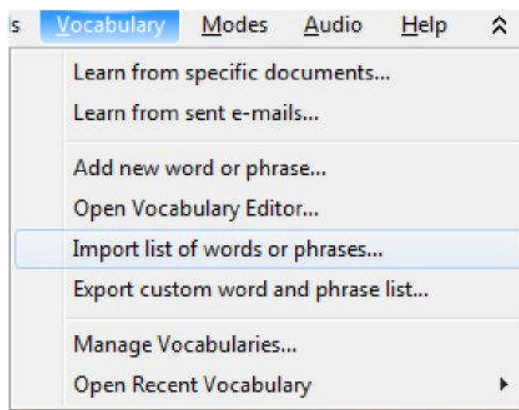 s Vocabulary Modes Audio Help
Learn from specific documents...
Learn from sent e-mails...
Add new word or phrase...
Open Vocabulary Editor...
Import list of words or phrases...
Export custom word and phrase list...
Manage Vocabularies...
Open Recent Vocabulary